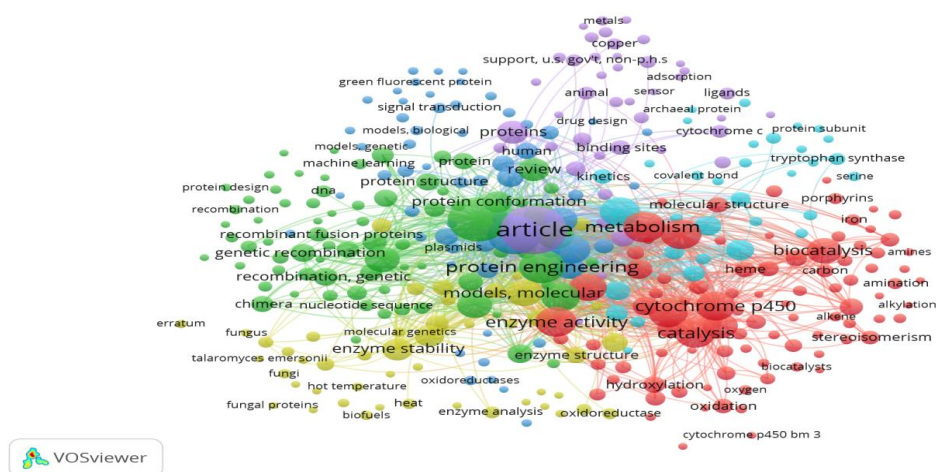 metals
copper
support, u.s. gov't, non-p.h.s
adsorption
green fluorescent protein
animal
sensor
ligands
signal transduction
archaeal protein
drug design
models, biological
proteins
cytochrome c
protein subunit
models, genetic
human
binding sites
machine learning
protein
review
tryptophan synthase
protein structure
kinetics
covalent bond
serine
protein design
dna
protein conformation
molecular structure
porphyrins
recombination
iron
article
metabolism
recombinant fusion proteins
plasmids
genetic recombination
biocatalysis
amines
protein engineering
heme
carbon
recombination, genetic
amination
models, molecular
chimera
nucleotide sequence
cytochrome p450
alkylation
alkene
erratum
enzyme activity
fungus
molecular genetics
catalysis
stereoisomerism
enzyme stability
talaromyces emersonii
enzyme structure
biocatalysts
fungi
hot temperature
oxidoreductases
hydroxylation
oxygen
fungal proteins
heat
biofuels
enzyme analysis
oxidoreductase
oxidation
cytochrome p450 bm 3
VOSviewer